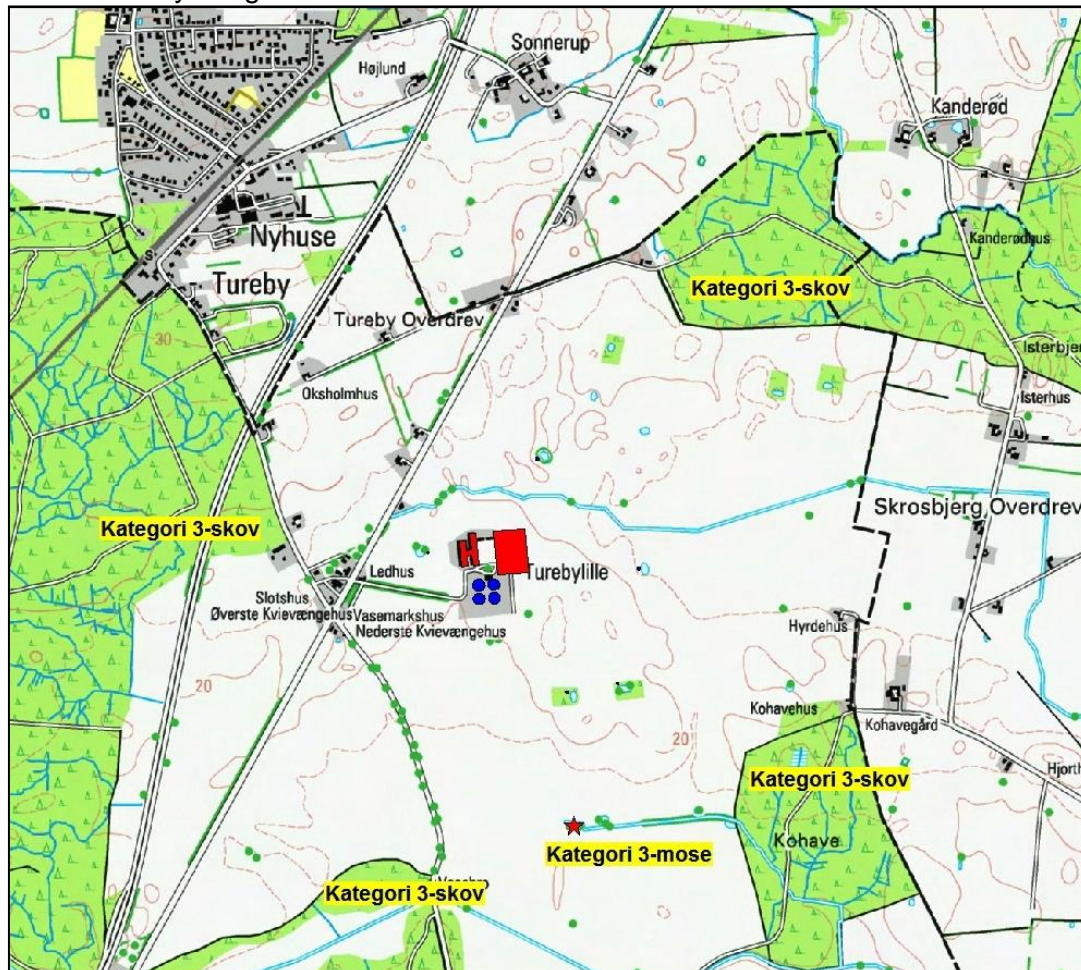 Sonnerup
Højlund
Kanderød
Nyhuse
Kanderødhus
S
Tureby
Kategori 3-skov
30
Tureby Overdrev
Isterbjer
Oksholmhus
Isterhus
Skrosbjerg Overdrev
Kategori 3-skov
H
Ledhus
Turebylille
Slotshus
Øverste Kvievængehus
Vasemarkshus
Nederste Kvievængehus
Hyrdehus
20
Kohavehus
20
Kohavegård
Kategori 3-skov
Hjorth
Kohave
Kategori 3-mose
Kategori 3-skov